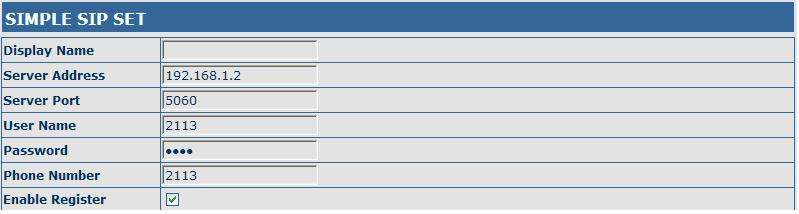 SIMPLE SIP SET
Display Name
Server Address 192.168.1.2
Server Port 5060
User Name 2113
Password ••••
Phone Number 2113
Enable Register